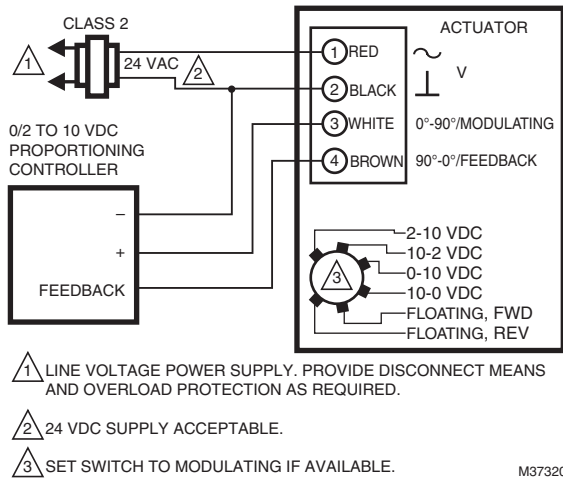 CLASS 2
1
24 VAC
2
0/2 TO 10 VDC
PROPORTIONING
CONTROLLER
–
+
FEEDBACK
ACTUATOR
1 RED
2 BLACK
V
3 WHITE 0°-90°/MODULATING
4 BROWN 90°-0°/FEEDBACK
3
2-10 VDC
10-2 VDC
0-10 VDC
10-0 VDC
FLOATING, FWD
FLOATING, REV
1 LINE VOLTAGE POWER SUPPLY. PROVIDE DISCONNECT MEANS
AND OVERLOAD PROTECTION AS REQUIRED.
2 24 VDC SUPPLY ACCEPTABLE.
3 SET SWITCH TO MODULATING IF AVAILABLE.
M37320